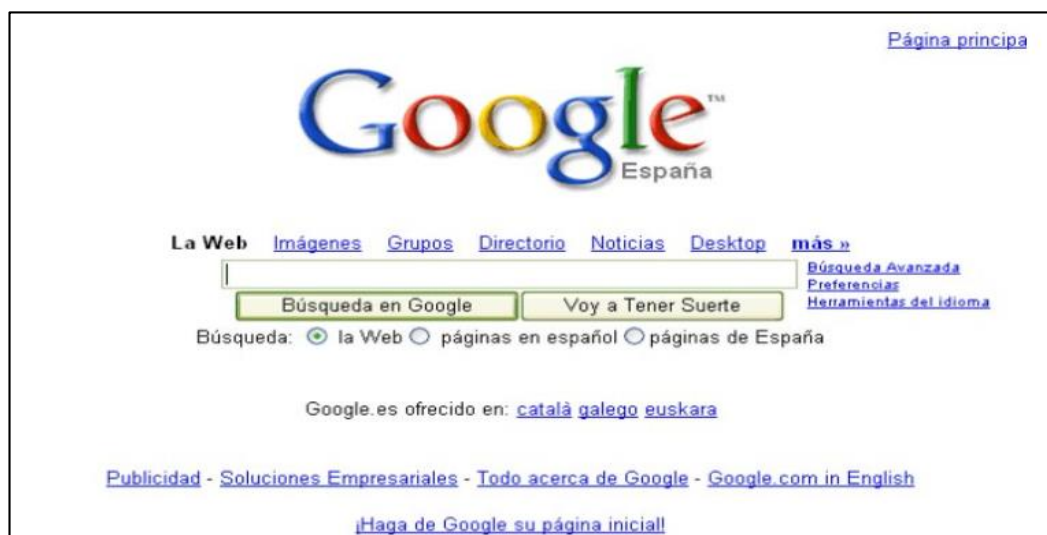 Página principa
Google™
España
La Web Imágenes Grupos Directorio Noticias Desktop más »
Búsqueda Avanzada
Preferencias
Herramientas del idioma
Búsqueda en Google Voy a Tener Suerte
Búsqueda: la Web páginas en español páginas de España
Google.es ofrecido en: català galego euskara
Publicidad - Soluciones Empresariales - Todo acerca de Google - Google.com in English
¡Haga de Google su página inicial!